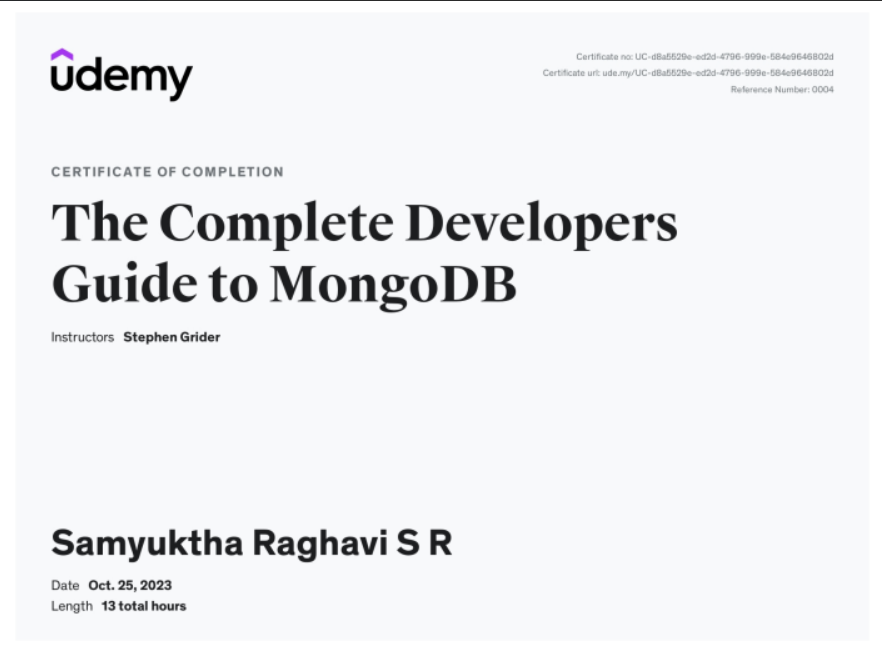 udemy
Certificate no: UC-d8a5529e-ed2d-4796-999e-584e9646802d
Certificate url: ude.my/UC-d8a5529e-ed2d-4796-999e-584e9646802d
Reference Number: 0004
CERTIFICATE OF COMPLETION
The Complete Developers
Guide to MongoDB
Instructors Stephen Grider
Samyuktha Raghavi S R
Date Oct. 25, 2023
Length 13 total hours